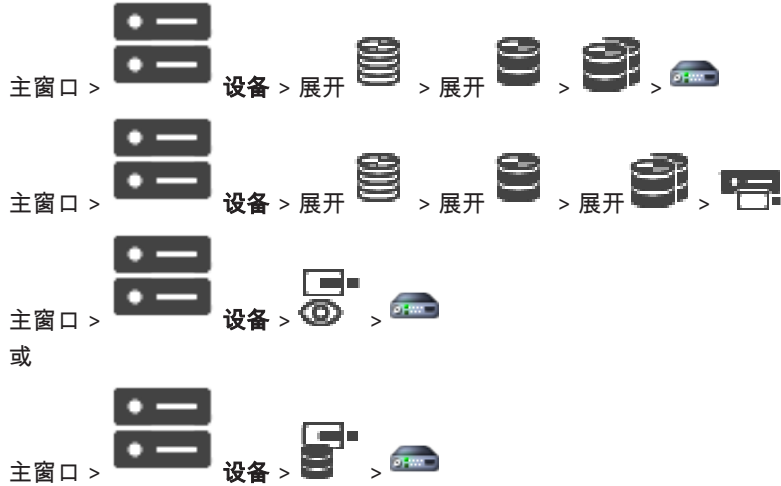 主窗口 > 设备 > 展开 > 展开 > >
主窗口 > 设备 > 展开 > 展开 > 展开 >
主窗口 > 设备 > >
或
主窗口 > 设备 > >